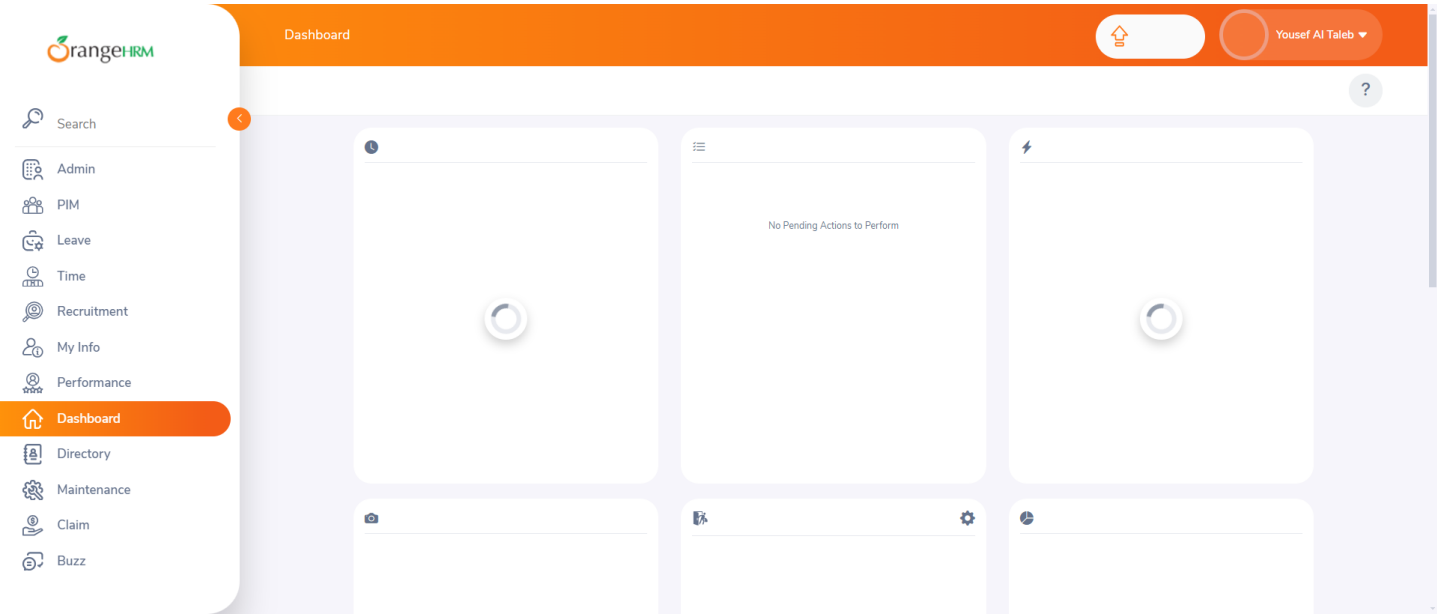 OrangeHRM
Dashboard
Yousef Al Taleb
?
Search
Admin
PIM
Leave
Time
Recruitment
My Info
Performance
Dashboard
Directory
Maintenance
Claim
Buzz
No Pending Actions to Perform